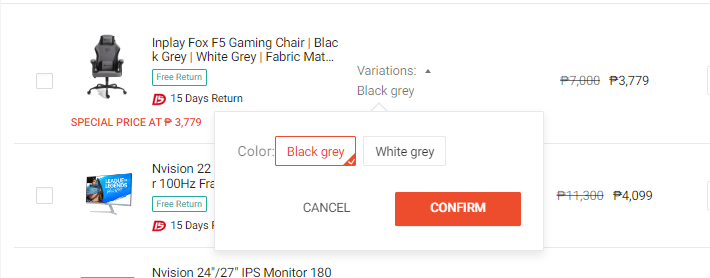 Inplay Fox F5 Gaming Chair | Blac
k Grey | White Grey | Fabric Mat...
Free Return
15 Days Return
SPECIAL PRICE AT ₱ 3,779
Variations:
Black grey
₱7,000 ₱3,779
Color: Black grey White grey
CANCEL CONFIRM
Nvision 22
r 100Hz Fra
Free Return
15 Days
LEAGUE OF
LEGENDS
₱11,300 ₱4,099
Nvision 24"/27" IPS Monitor 180